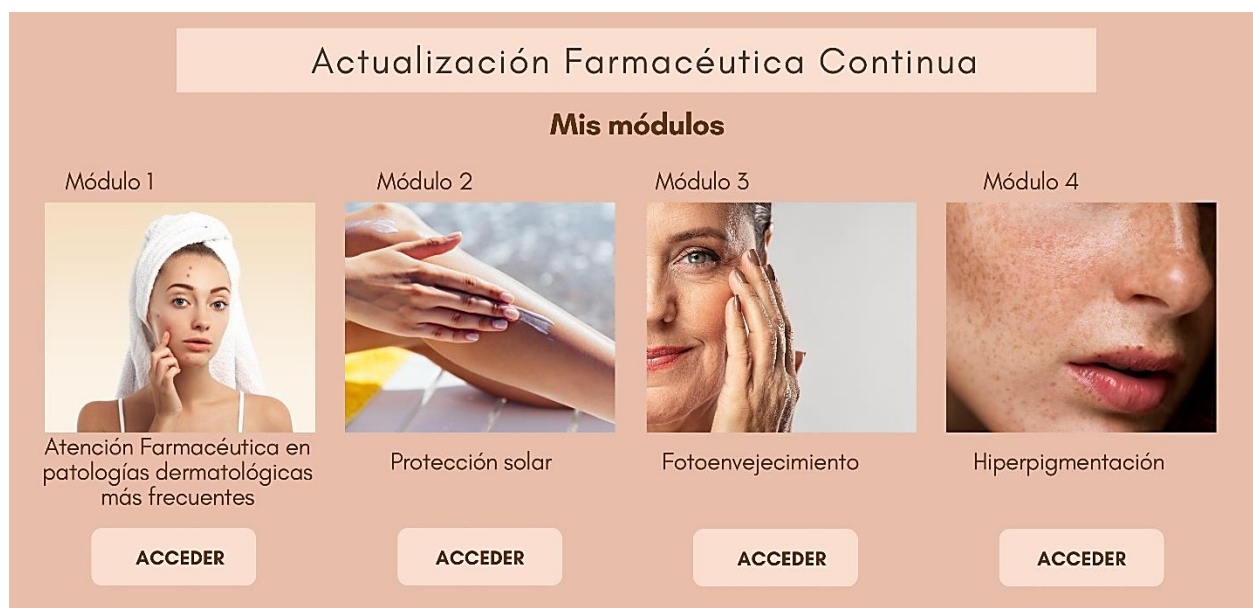 Actualización Farmacéutica Continua
Mis módulos
Módulo 1
Módulo 2
Módulo 3
Módulo 4
Atención Farmacéutica en
patologías dermatológicas
más frecuentes
Protección solar
Fotoenvejecimiento
Hiperpigmentación
ACCEDER
ACCEDER
ACCEDER
ACCEDER